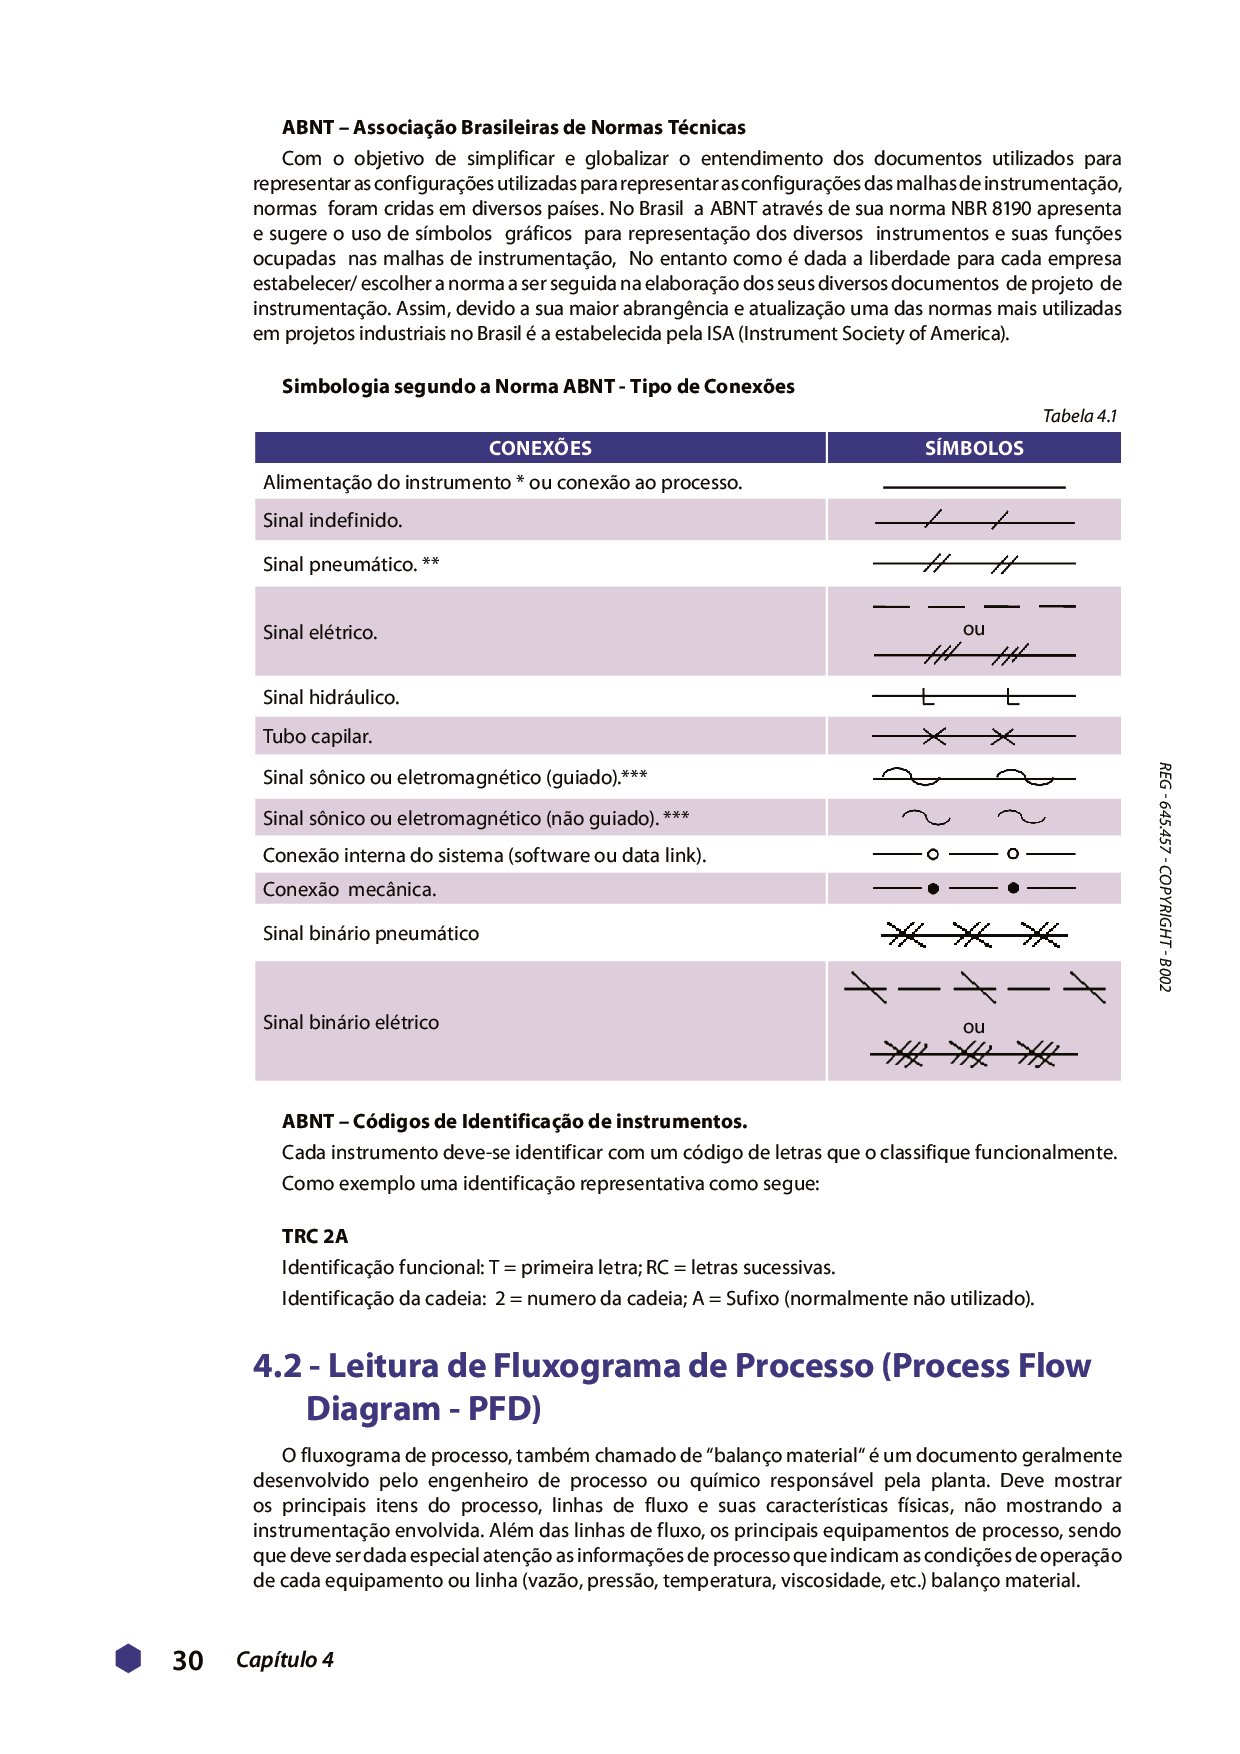 ABNT – Associação Brasileiras de Normas Técnicas
Com o objetivo de simplificar e globalizar o entendimento dos documentos utilizados para
representar as configurações utilizadas para representar as configurações das malhas de instrumentação,
normas foram cridas em diversos países. No Brasil a ABNT através de sua norma NBR 8190 apresenta
e sugere o uso de símbolos gráficos para representação dos diversos instrumentos e suas funções
ocupadas nas malhas de instrumentação, No entanto como é dada a liberdade para cada empresa
estabelecer/ escolher a norma a ser seguida na elaboração dos seus diversos documentos de projeto de
instrumentação. Assim, devido a sua maior abrangência e atualização uma das normas mais utilizadas
em projetos industriais no Brasil é a estabelecida pela ISA (Instrument Society of America).
Simbologia segundo a Norma ABNT - Tipo de Conexões
Tabela 4.1
CONEXÕES SÍMBOLOS
Alimentação do instrumento * ou conexão ao processo.
Sinal indefinido.
Sinal pneumático. **
Sinal elétrico. ou
Sinal hidráulico.
Tubo capilar.
Sinal sônico ou eletromagnético (guiado).***
Sinal sônico ou eletromagnético (não guiado). ***
Conexão interna do sistema (software ou data link).
Conexão mecânica.
Sinal binário pneumático
Sinal binário elétrico ou
REG - 645.457 - COPYRIGHT - B002
ABNT – Códigos de Identificação de instrumentos.
Cada instrumento deve-se identificar com um código de letras que o classifique funcionalmente.
Como exemplo uma identificação representativa como segue:
TRC 2A
Identificação funcional: T = primeira letra; RC = letras sucessivas.
Identificação da cadeia: 2 = numero da cadeia; A = Sufixo (normalmente não utilizado).
4.2 - Leitura de Fluxograma de Processo (Process Flow
Diagram - PFD)
O fluxograma de processo, também chamado de “balanço material“ é um documento geralmente
desenvolvido pelo engenheiro de processo ou químico responsável pela planta. Deve mostrar
os principais itens do processo, linhas de fluxo e suas características físicas, não mostrando a
instrumentação envolvida. Além das linhas de fluxo, os principais equipamentos de processo, sendo
que deve ser dada especial atenção as informações de processo que indicam as condições de operação
de cada equipamento ou linha (vazão, pressão, temperatura, viscosidade, etc.) balanço material.
30 Capítulo 4